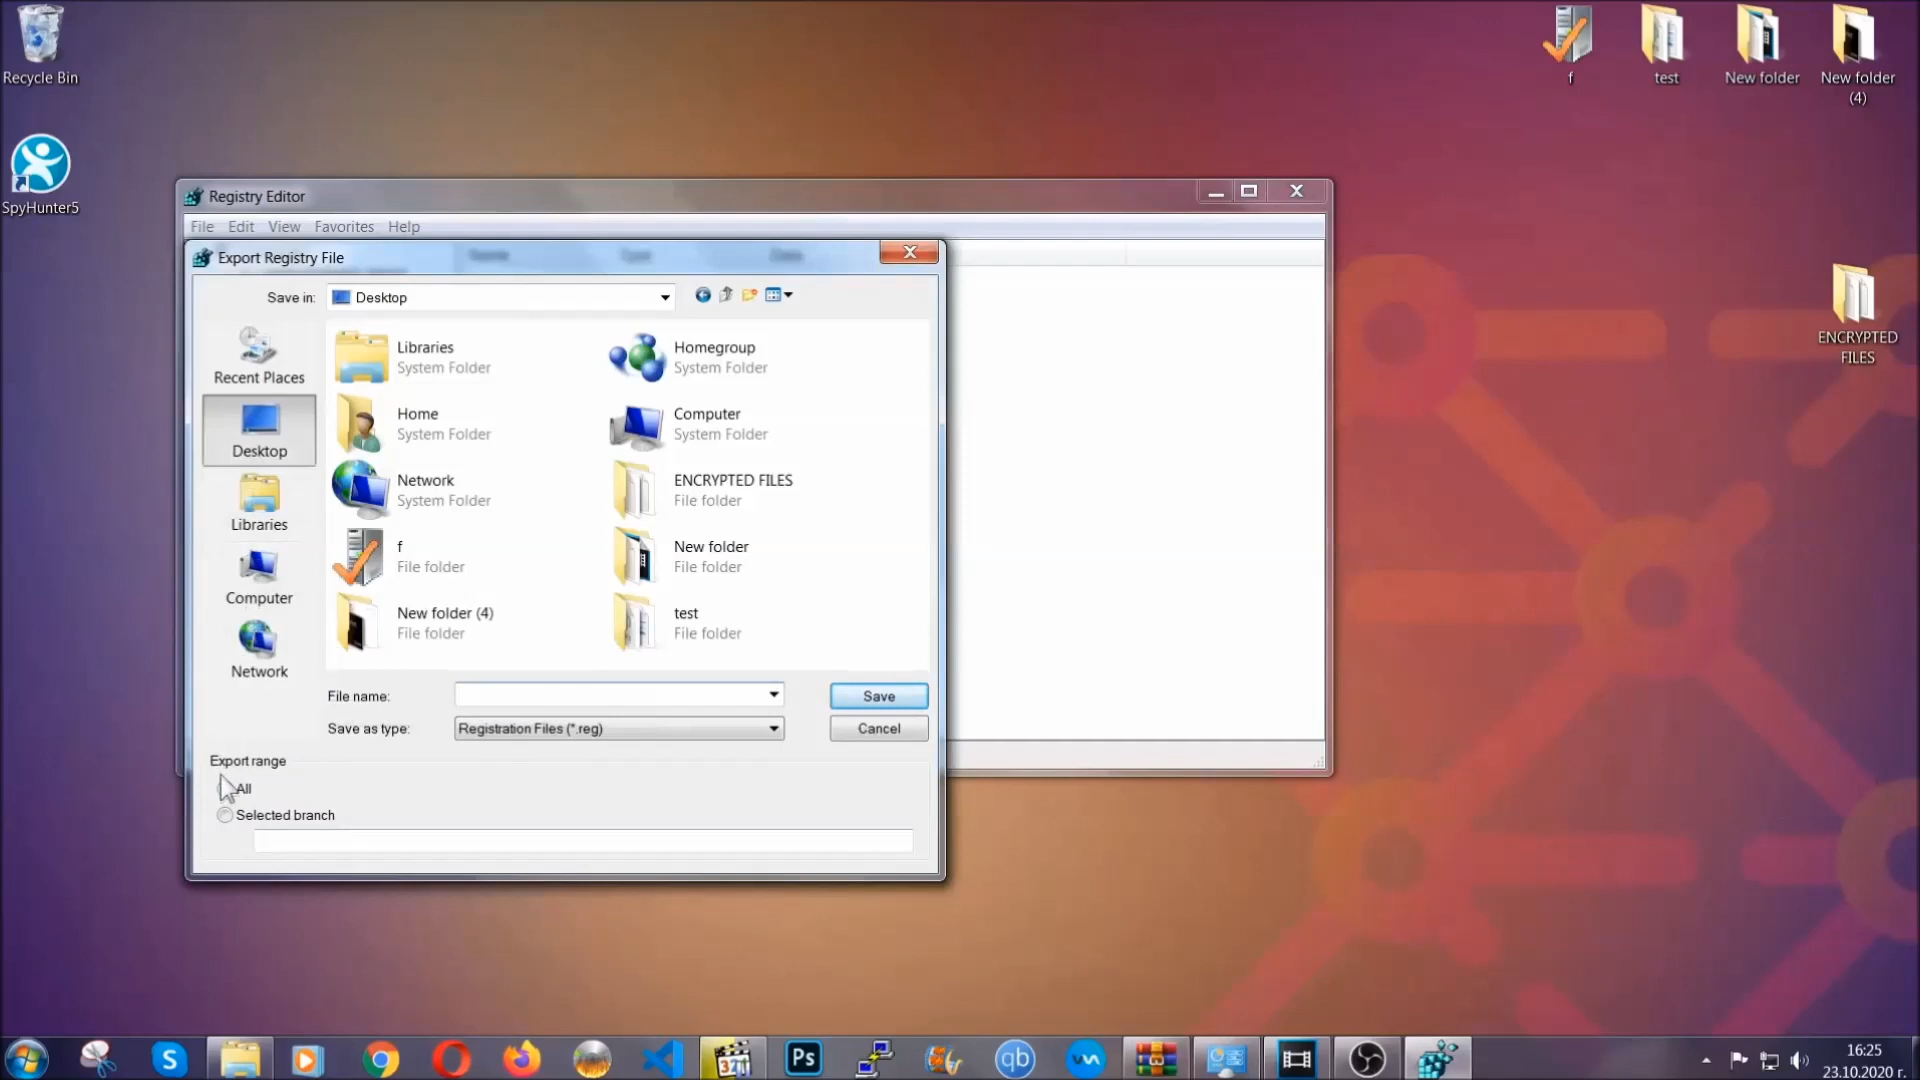 Recycle Bin
SpyHunter5
f
test
New folder
New folder
(4)
ENCRYPTED
FILES
Registry Editor
File Edit View Favorites Help
Export Registry File
Save in:
Desktop
Recent Places
Desktop
Libraries
Computer
Network
Libraries
System Folder
Homegroup
System Folder
Home
System Folder
Computer
System Folder
Network
System Folder
ENCRYPTED FILES
File folder
f
File folder
New folder
File folder
New folder (4)
File folder
test
File folder
File name:
Save
Save as type:
Registration Files (*.reg)
Cancel
Export range
All
Selected branch
S
321
Ps
qb
16:25
23.10.2020 г.